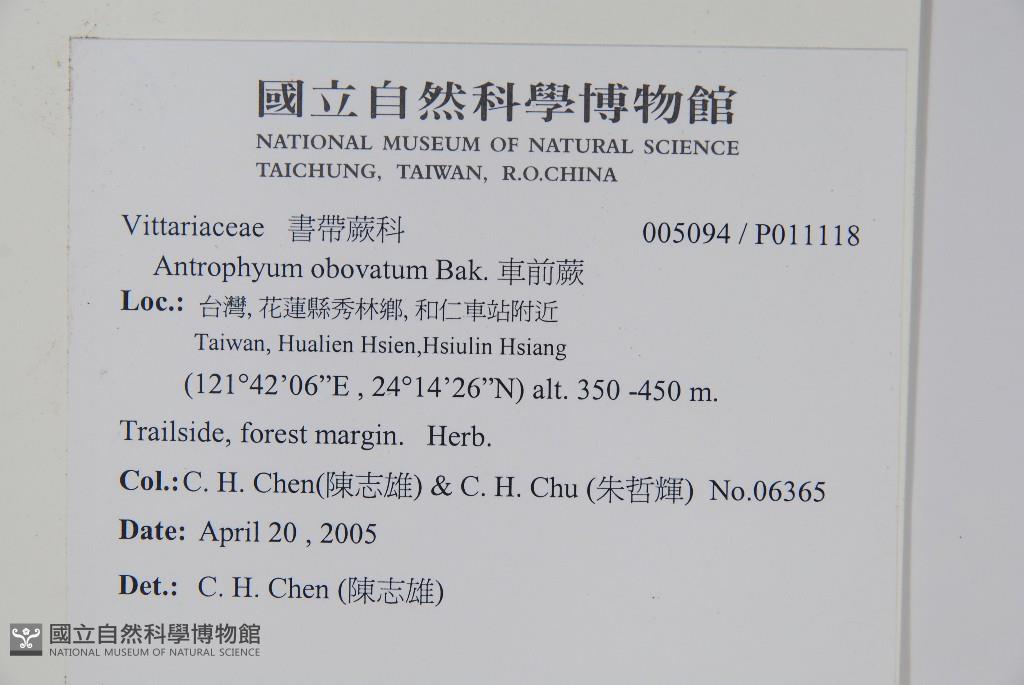 國立自然科學博物館
NATIONAL MUSEUM OF NATURAL SCIENCE
TAICHUNG, TAIWAN, R.O.CHINA
Vittariaceae 書帶蕨科 005094 / P011118
Antrophyum obovatum Bak. 車前蕨
Loc.: 台灣, 花蓮縣秀林鄉, 和仁車站附近
Taiwan, Hualien Hsien,Hsiulin Hsiang
(121°42’06”E , 24°14’26”N) alt. 350 -450 m.
Trailside, forest margin. Herb.
Col.:C. H. Chen(陳志雄) & C. H. Chu (朱哲輝) No.06365
Date: April 20 , 2005
Det.: C. H. Chen (陳志雄)
國立自然科學博物館
NATIONAL MUSEUM OF NATURAL SCIENCE